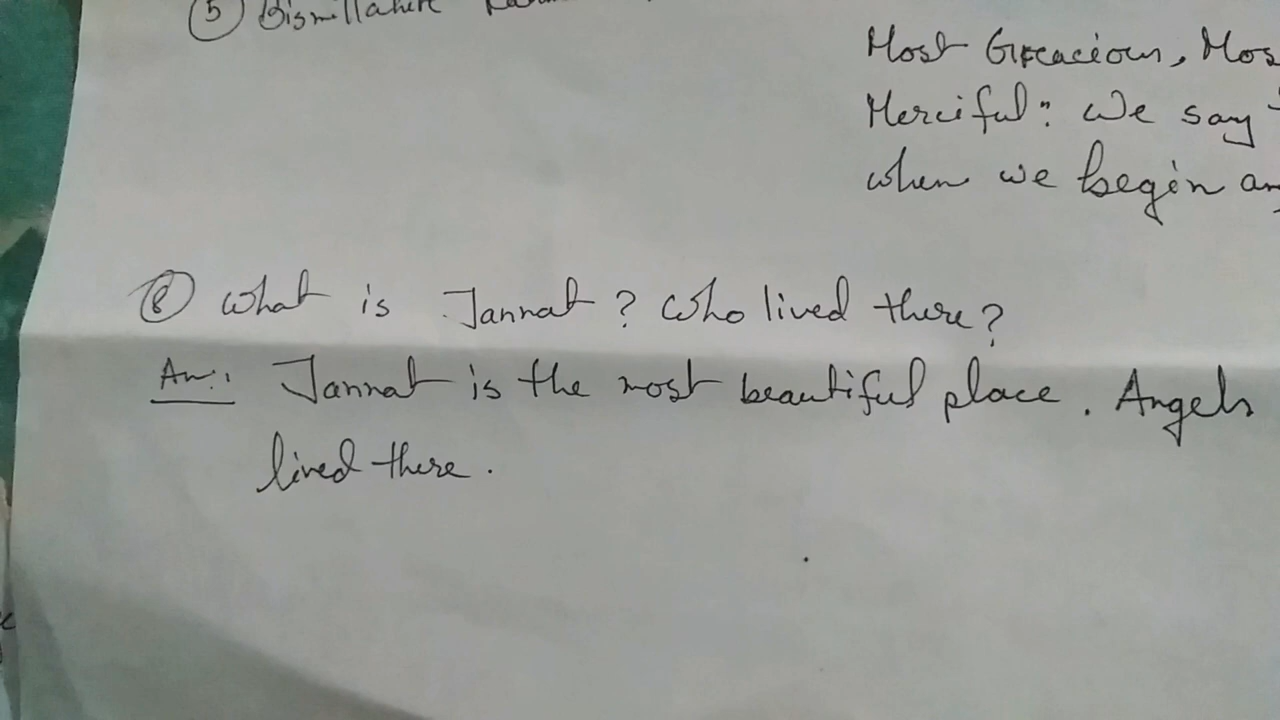 (5) Bismillahir
Most Gracious, Mos
Merciful". We say
when we begin an
(8) What is Jannat? Who lived there?
Ans: Jannat is the most beautiful place. Angels
lived there.